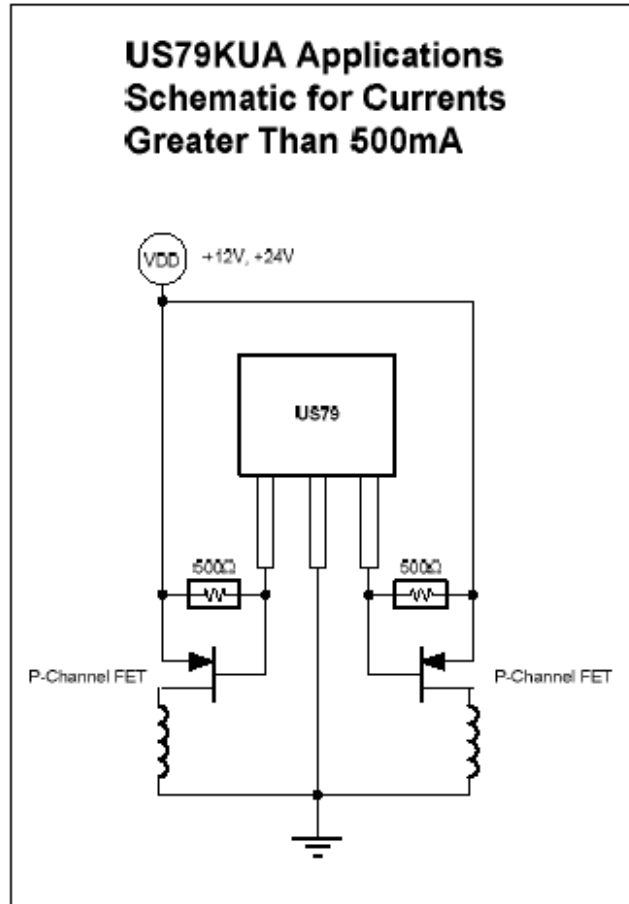 US79KUA Applications
Schematic for Currents
Greater Than 500mA
VDD +12V, +24V
US79
500Ω 500Ω
P-Channel FET P-Channel FET